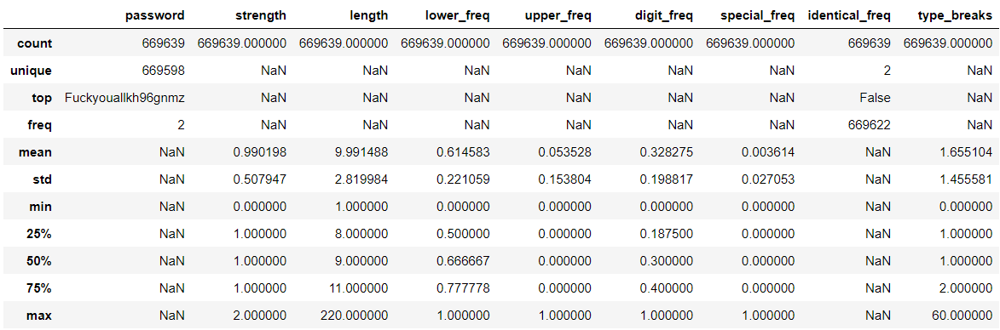 password strength length lower_freq upper_freq digit_freq special_freq identical_freq type_breaks
count 669639 669639.000000 669639.000000 669639.000000 669639.000000 669639.000000 669639.000000 669639 669639.000000
unique 669598 NaN NaN NaN NaN NaN NaN 2 NaN
top Fuckyouallkh96gnmz NaN NaN NaN NaN NaN NaN False NaN
freq 2 NaN NaN NaN NaN NaN NaN 669622 NaN
mean NaN 0.990198 9.991488 0.614583 0.053528 0.328275 0.003614 NaN 1.655104
std NaN 0.507947 2.819984 0.221059 0.153804 0.198817 0.027053 NaN 1.455581
min NaN 0.000000 1.000000 0.000000 0.000000 0.000000 0.000000 NaN 0.000000
25% NaN 1.000000 8.000000 0.500000 0.000000 0.187500 0.000000 NaN 1.000000
50% NaN 1.000000 9.000000 0.666667 0.000000 0.300000 0.000000 NaN 1.000000
75% NaN 1.000000 11.000000 0.777778 0.000000 0.400000 0.000000 NaN 2.000000
max NaN 2.000000 220.000000 1.000000 1.000000 1.000000 1.000000 NaN 60.000000